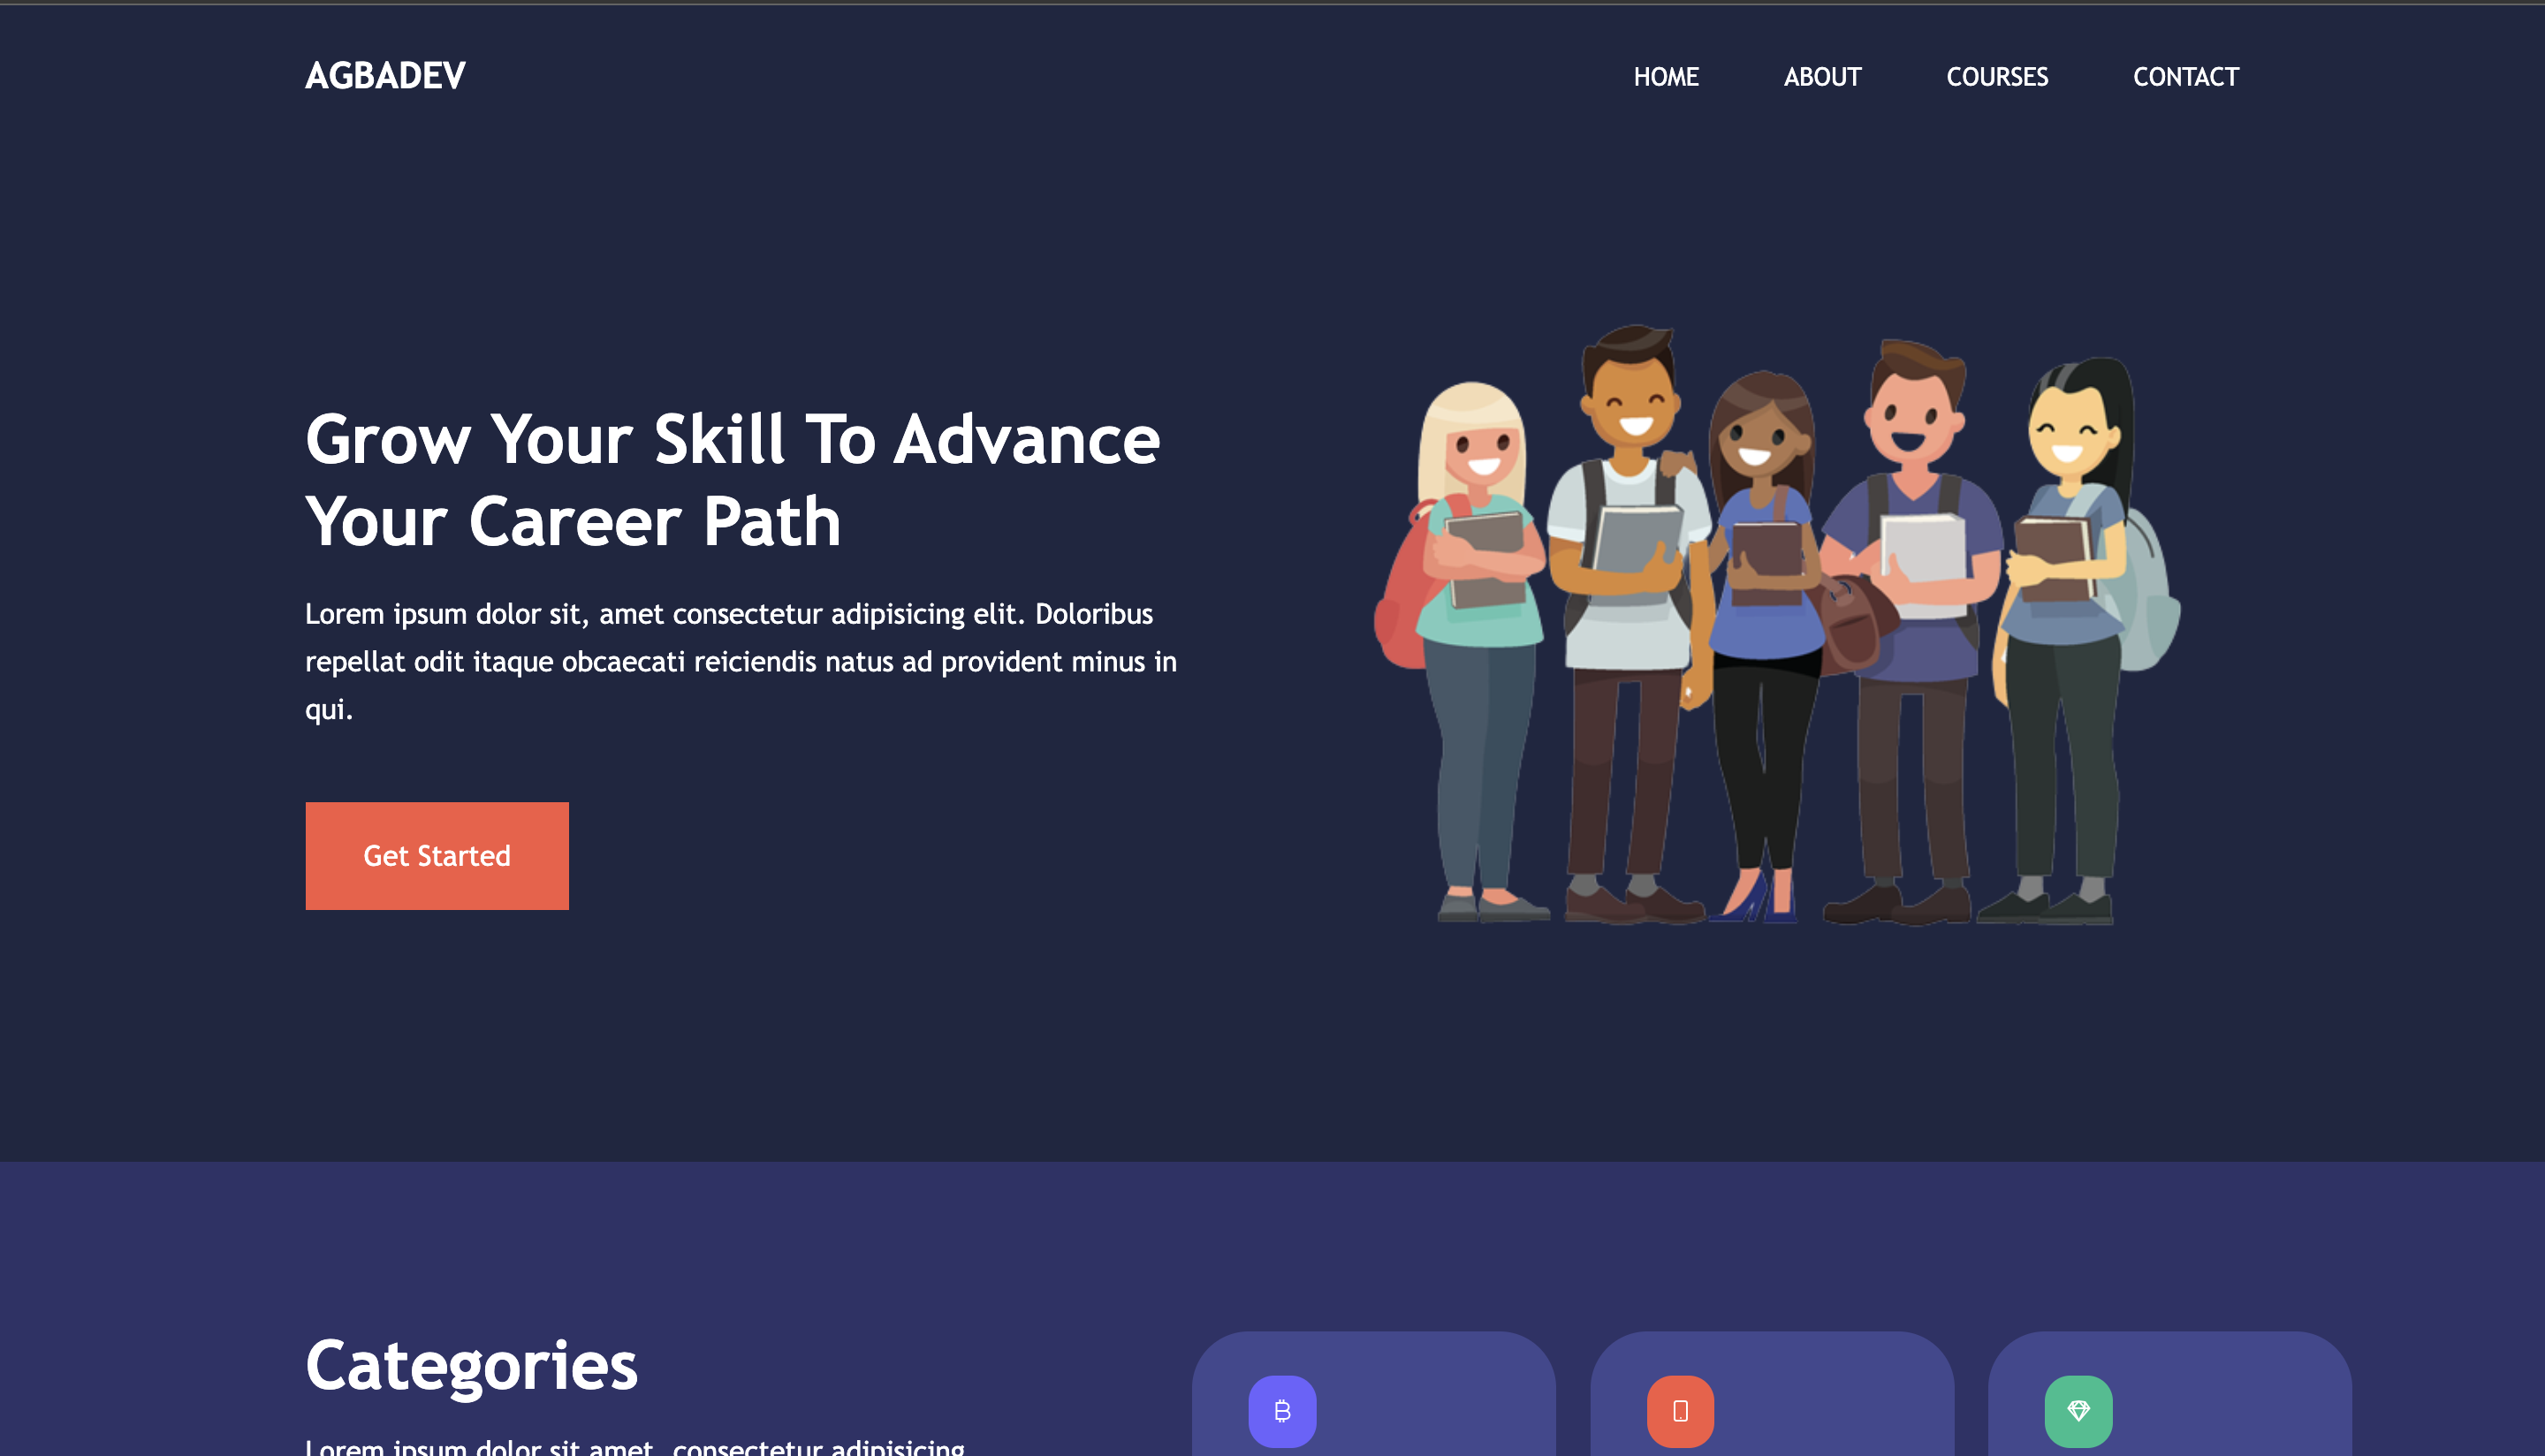 AGBADEV
HOME
ABOUT
COURSES
CONTACT
Grow Your Skill To Advance
Your Career Path
Lorem ipsum dolor sit, amet consectetur adipisicing elit. Doloribus
repellat odit itaque obcaecati reiciendis natus ad provident minus in
qui.
Get Started
Categories
Lorem ipsum dolor sit amet, consectetur adipisicing